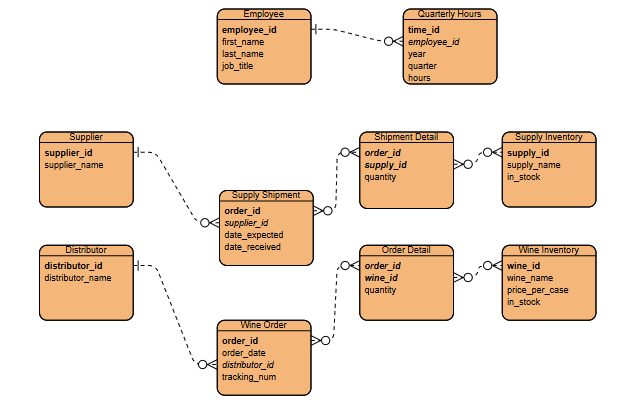 Employee
employee_id
first_name
last_name
job_title
Quarterly Hours
time_id
employee_id
year
quarter
hours
Supplier
supplier_id
supplier_name
Supply Shipment
order_id
supplier_id
date_expected
date_received
Shipment Detail
order_id
supply_id
quantity
Supply Inventory
supply_id
supply_name
in_stock
Distributor
distributor_id
distributor_name
Wine Order
order_id
order_date
distributor_id
tracking_num
Order Detail
order_id
wine_id
quantity
Wine Inventory
wine_id
wine_name
price_per_case
in_stock